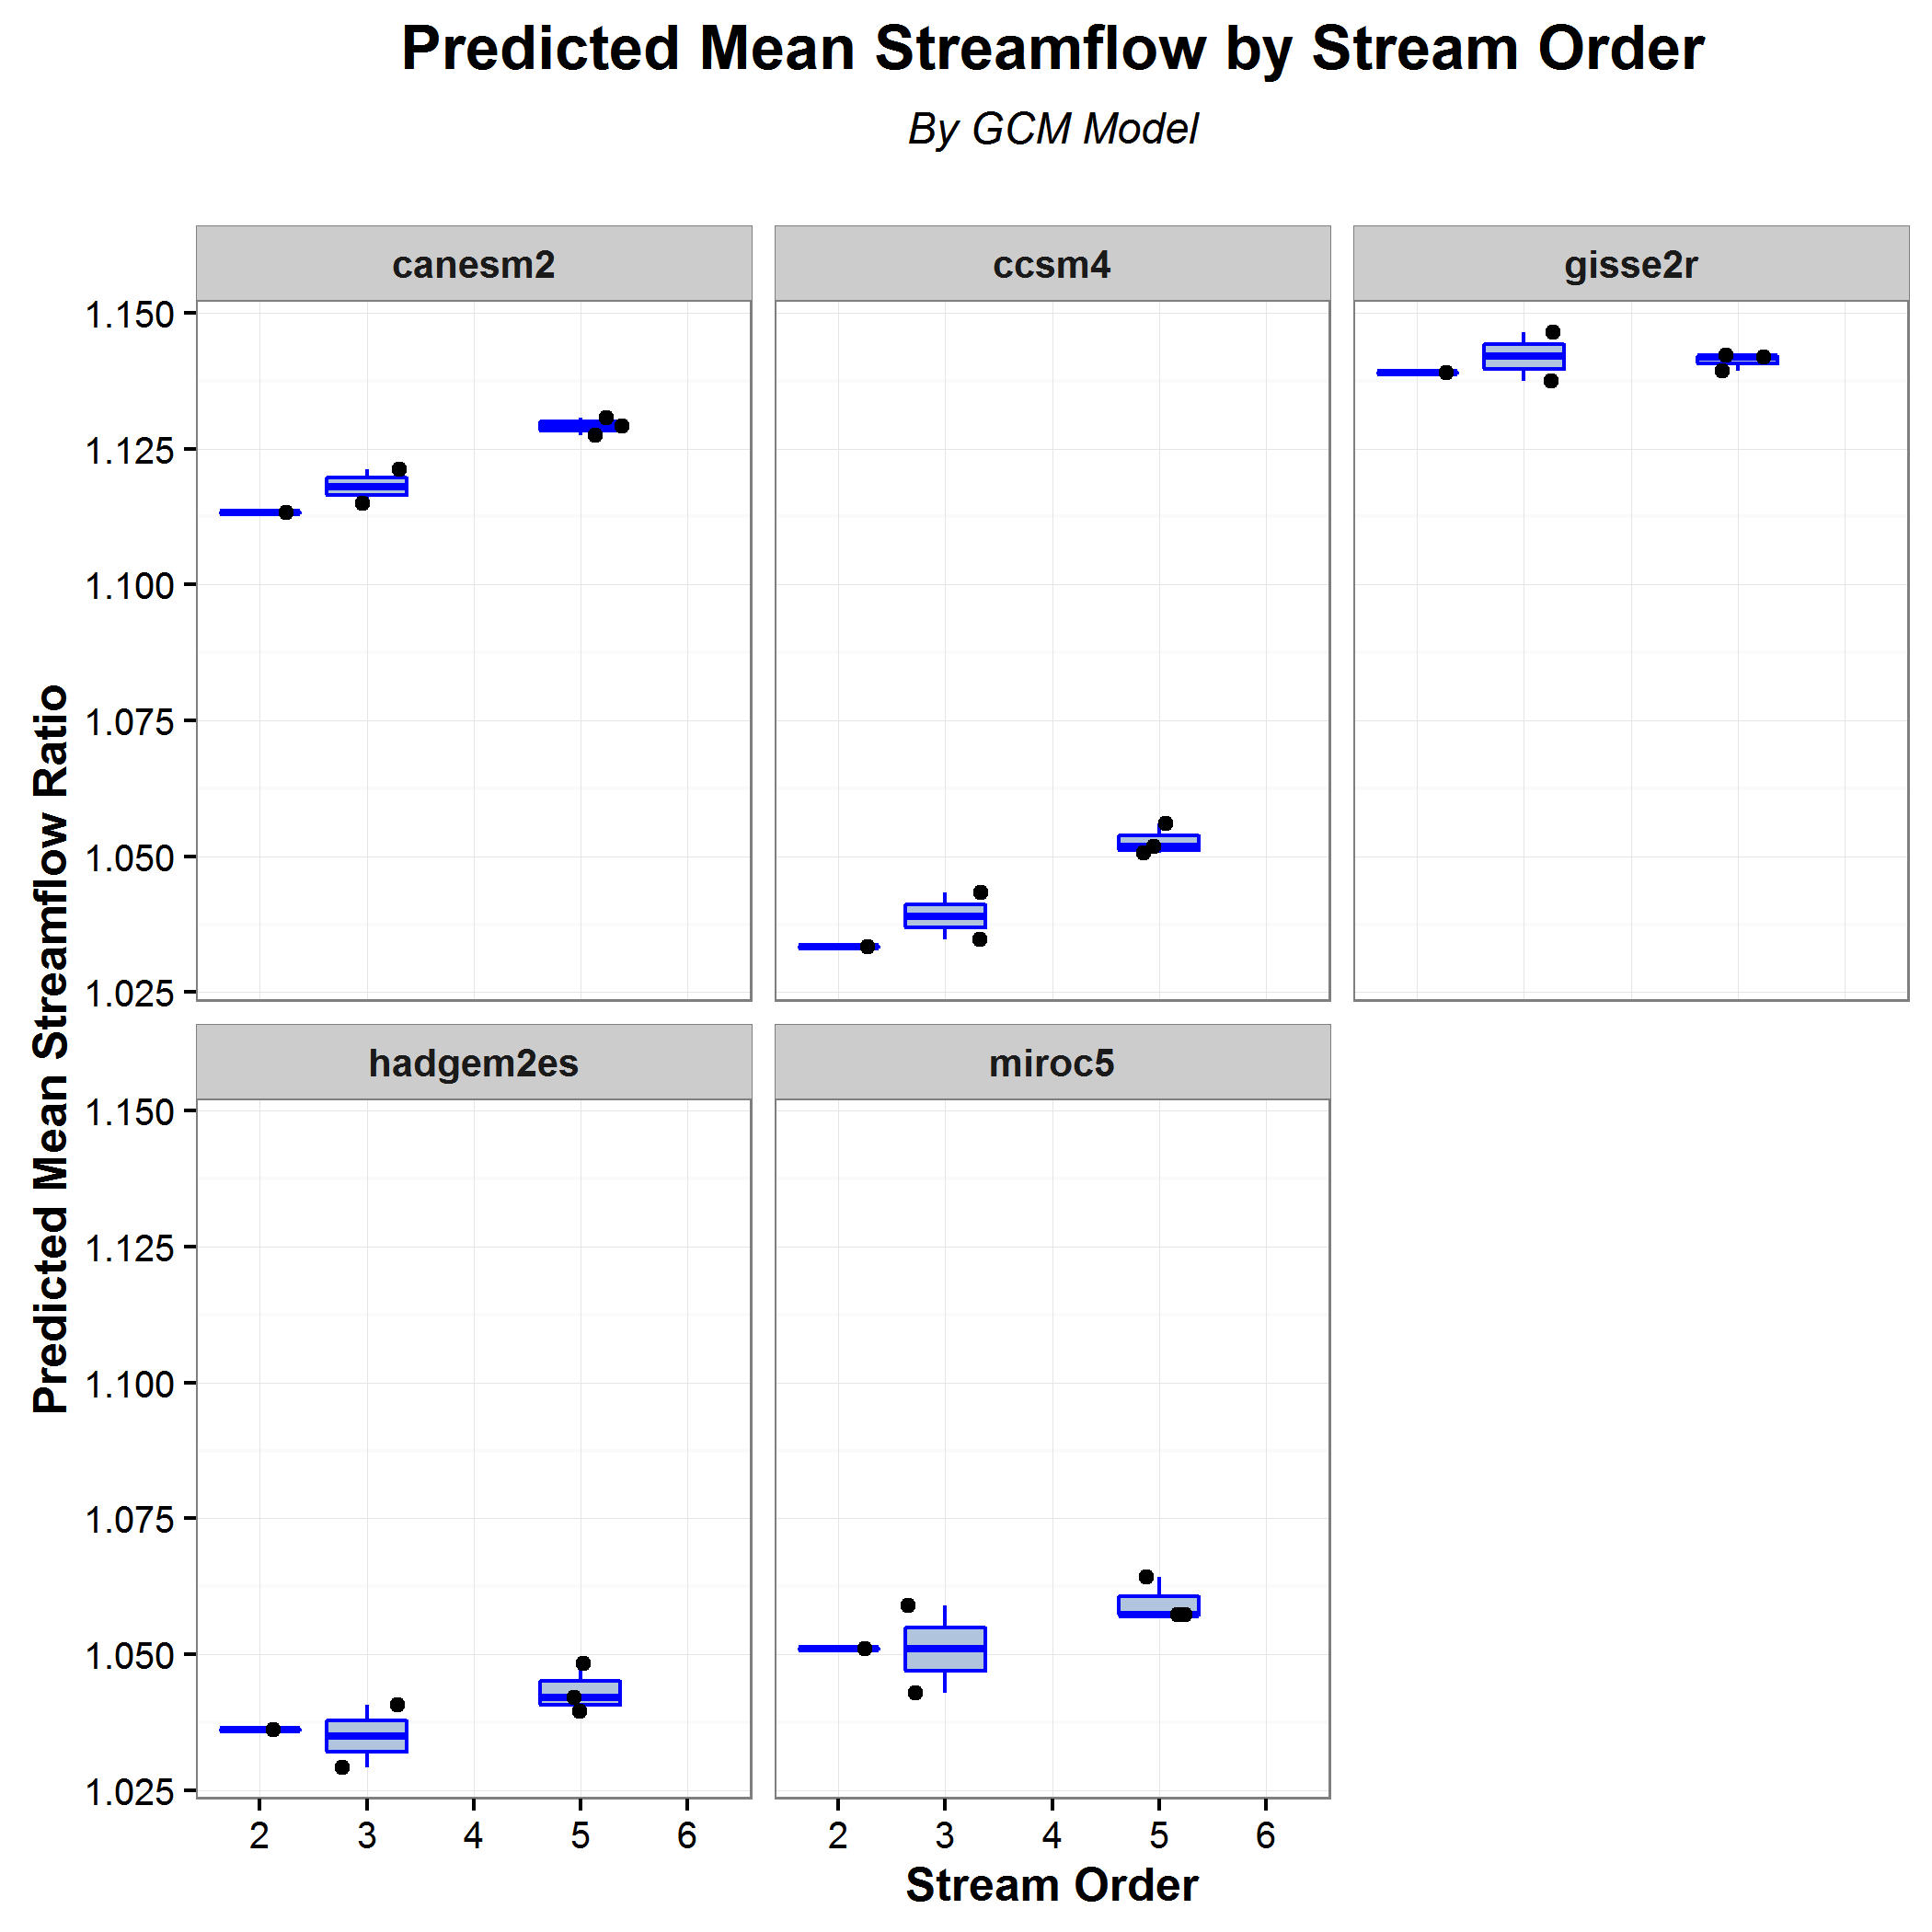 Predicted Mean Streamflow by Stream Order
By GCM Model
canesm2
ccsm4
gisse2r
1.150
1.125
1.100
1.075
1.050
1.025
Predicted Mean Streamflow Ratio
hadgem2es
miroc5
1.150
1.125
1.100
1.075
1.050
1.025
2 3 4 5 6
2 3 4 5 6
Stream Order